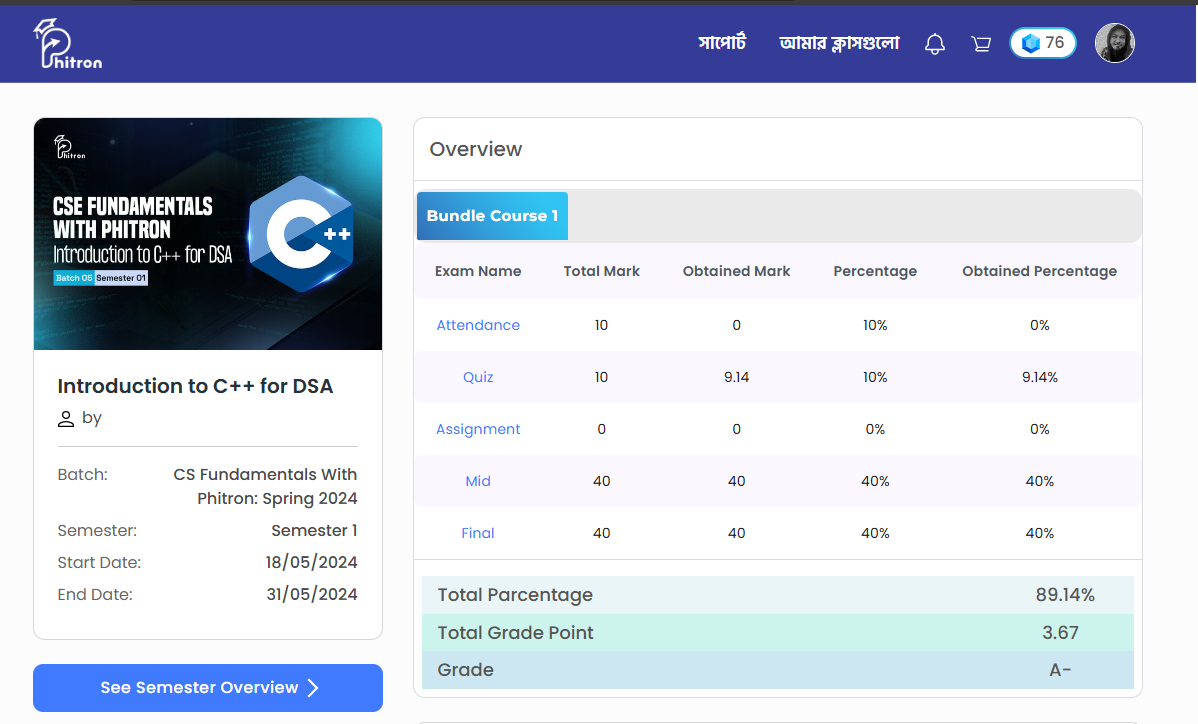 Phitron
সাপোর্ট
আমার ক্লাসগুলো
76
Phitron
CSE FUNDAMENTALS
WITH PHITRON
Introduction to C++ for DSA
Batch 05 Semester 01
C++
Introduction to C++ for DSA
by
Batch: CS Fundamentals With
Phitron: Spring 2024
Semester: Semester 1
Start Date: 18/05/2024
End Date: 31/05/2024
See Semester Overview
Overview
Bundle Course 1
Exam Name Total Mark Obtained Mark Percentage Obtained Percentage
Attendance 10 0 10% 0%
Quiz 10 9.14 10% 9.14%
Assignment 0 0 0% 0%
Mid 40 40 40% 40%
Final 40 40 40% 40%
Total Parcentage 89.14%
Total Grade Point 3.67
Grade A-